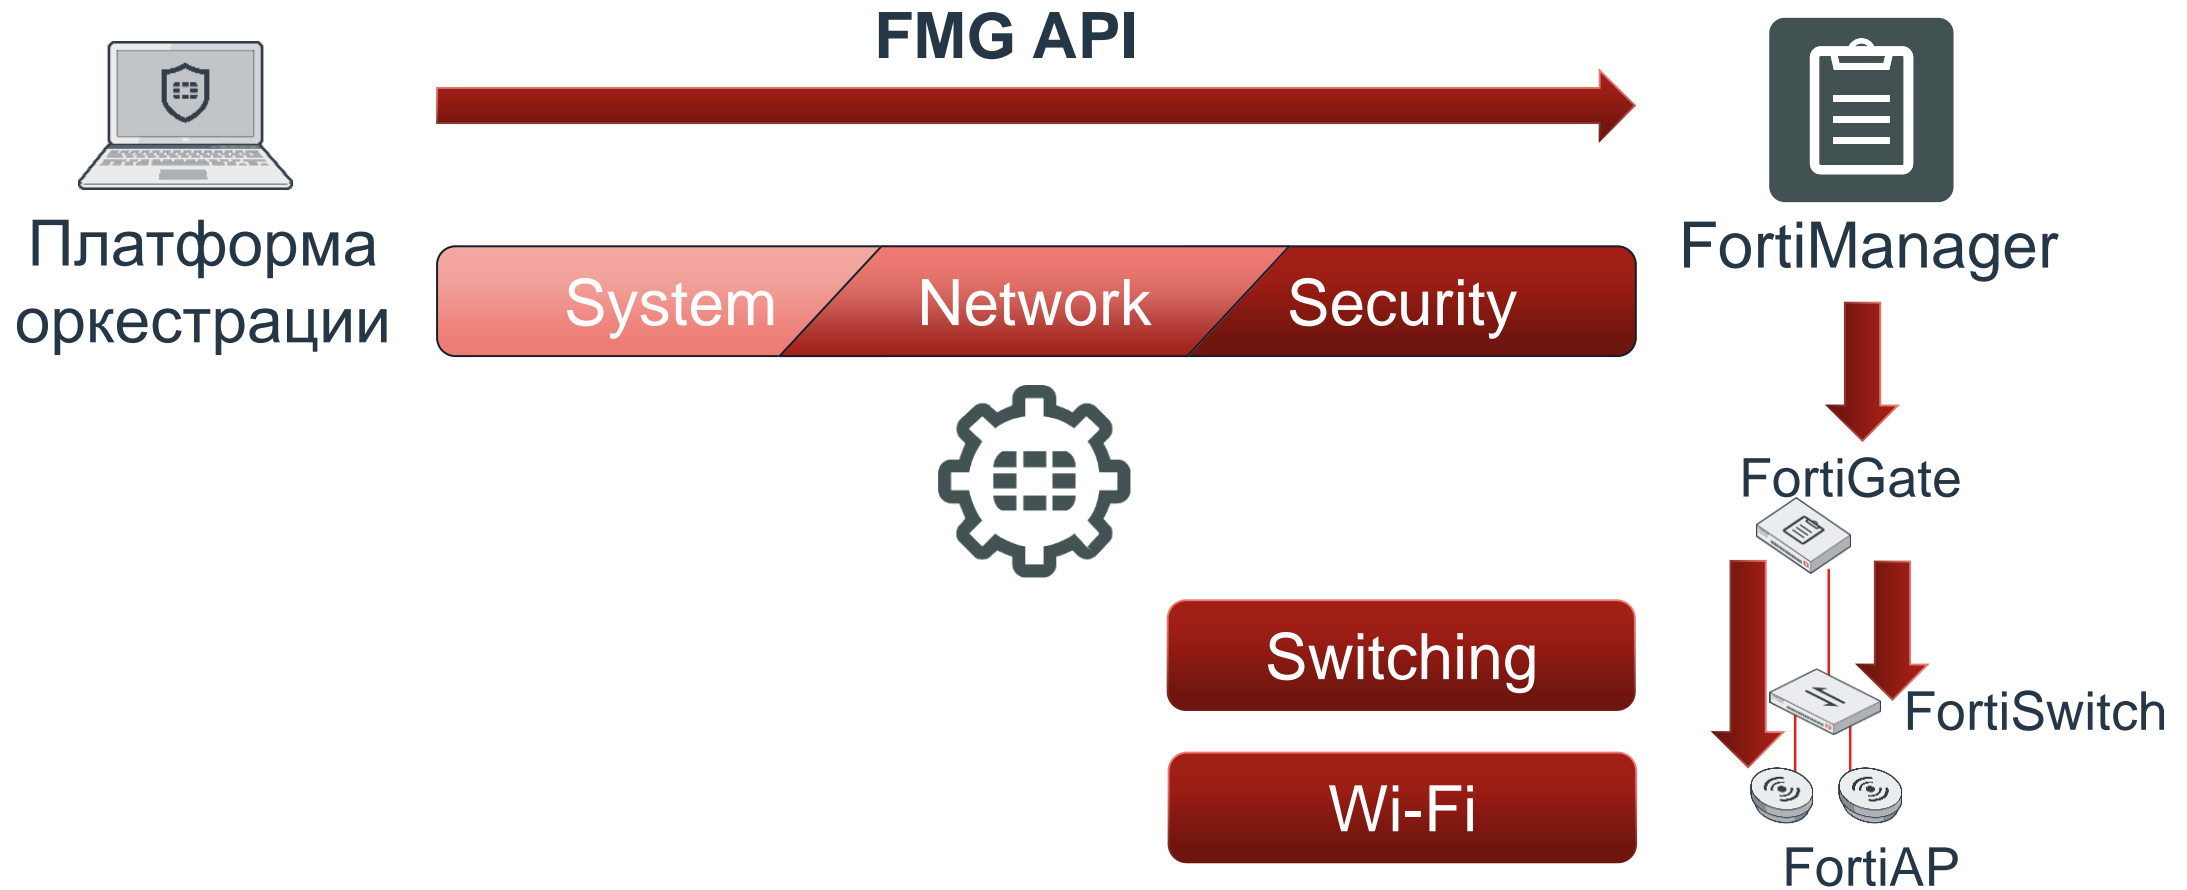 FMG API
Платформа
оркестрации
FortiManager
System
Network
Security
FortiGate
Switching
FortiSwitch
Wi-Fi
FortiAP